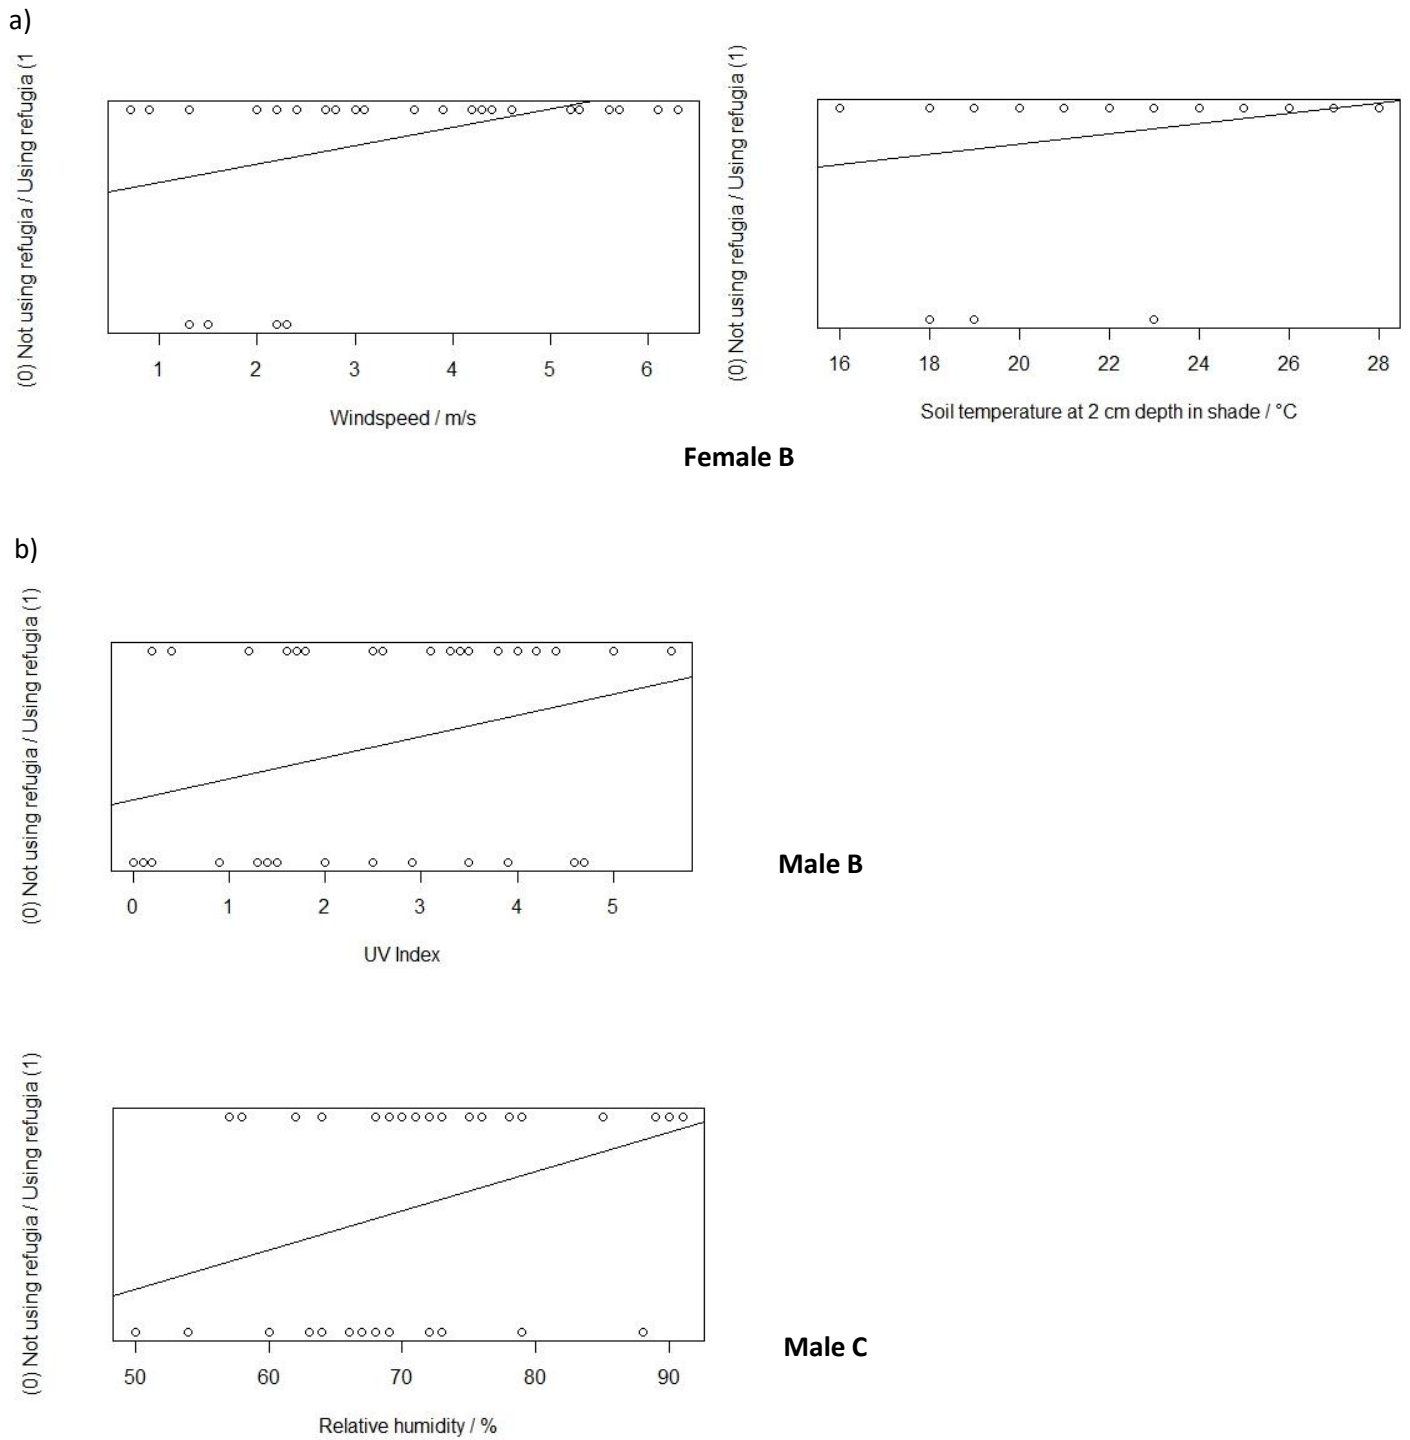 a)
(0) Not using refugia / Using refugia (1
1 2 3 4 5 6
Windspeed / m/s
(0) Not using refugia / Using refugia (1)
16 18 20 22 24 26 28
Soil temperature at 2 cm depth in shade / °C
Female B
b)
(0) Not using refugia / Using refugia (1)
0 1 2 3 4 5
UV Index
Male B
(0) Not using refugia / Using refugia (1)
50 60 70 80 90
Relative humidity / %
Male C